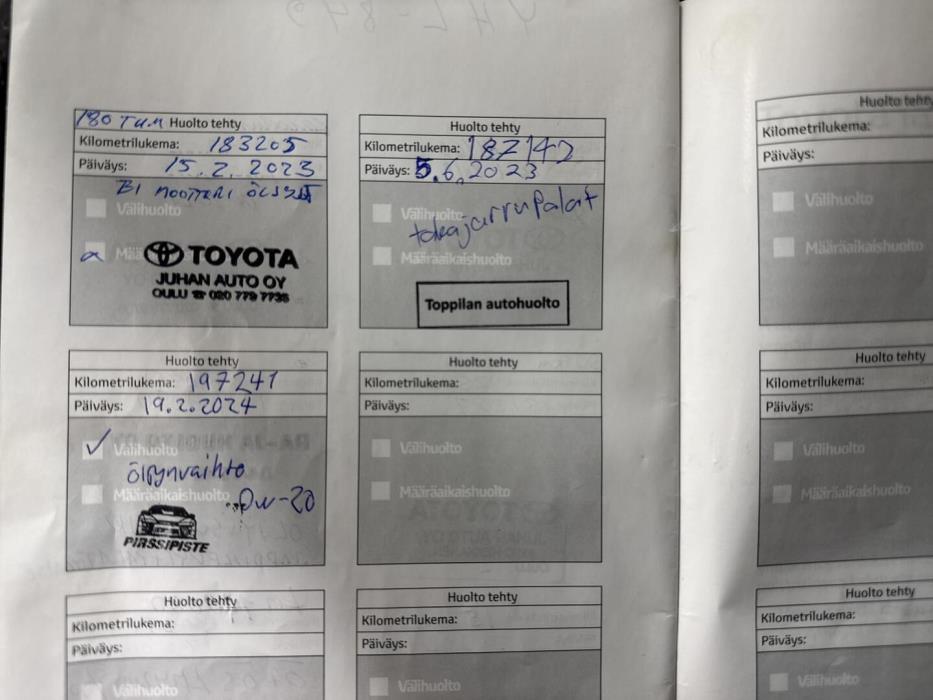 180 TKM Huolto tehty
Kilometrilukema: 183205
Päiväys: 15.2.2023
MOOTTORI
Välihuolto
TOYOTA
JUHAN AUTO OY
OULU ☎ 020 779 7735
Huolto tehty
Kilometrilukema: 187142
Päiväys: 5.6.2023
Välihuolto
takajarrupalat
Määräaikaishuolto
Toppilan autohuolto
Huolto tehty
Kilometrilukema: 197241
Päiväys: 19.2.2024
Välihuolto
öljynvaihto
Määräaikaishuolto
0w-20
PIRSSIPISTE
Huolto tehty
Kilometrilukema:
Päiväys:
Välihuolto
Määräaikaishuolto
Huolto tehty
Kilometrilukema:
Päiväys:
Välihuolto
Huolto tehty
Kilometrilukema:
Päiväys:
Välihuolto
Huolto tehty
Kilometrilukema:
Päiväys:
Välihuolto
Määräaikaishuolto
Huolto tehty
Kilometrilukema:
Päiväys:
Välihuolto
Määräaikaishuolto
Huolto tehty
Kilometrilukema:
Päiväys:
Välihuolto